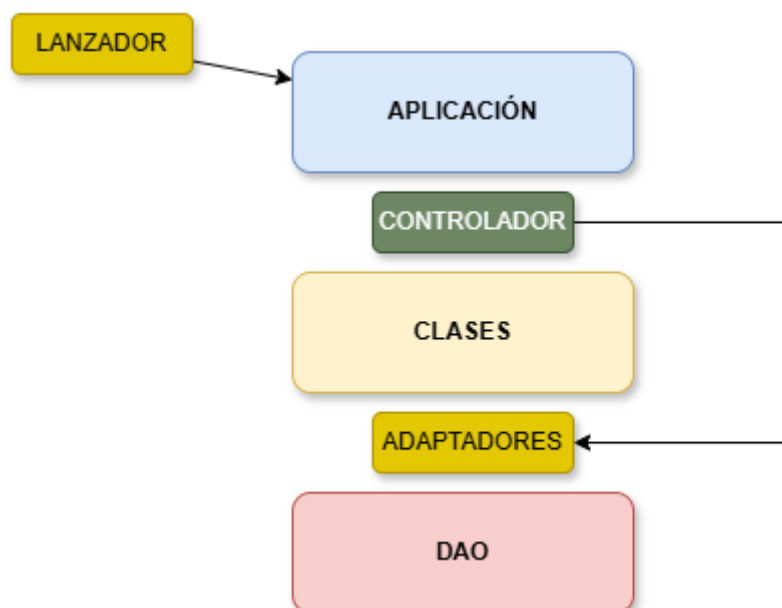 LANZADOR
APLICACIÓN
CONTROLADOR
CLASES
ADAPTADORES
DAO